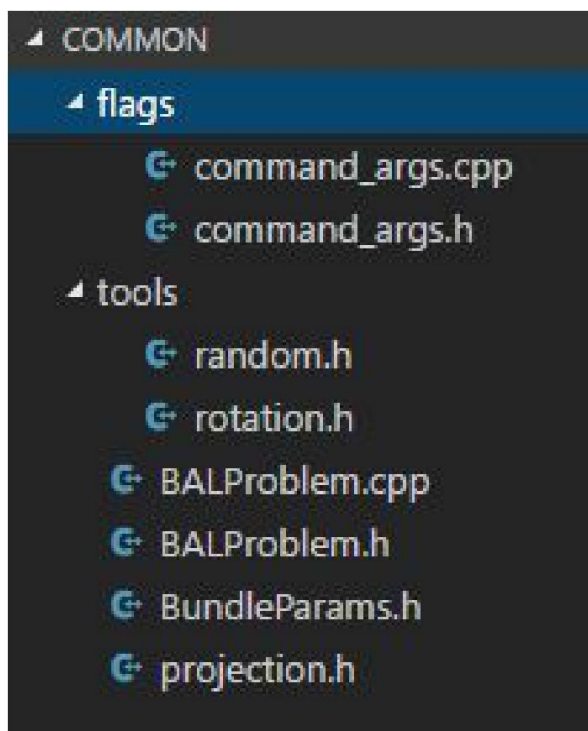 COMMON
flags
command_args.cpp
command_args.h
tools
random.h
rotation.h
BALProblem.cpp
BALProblem.h
BundleParams.h
projection.h